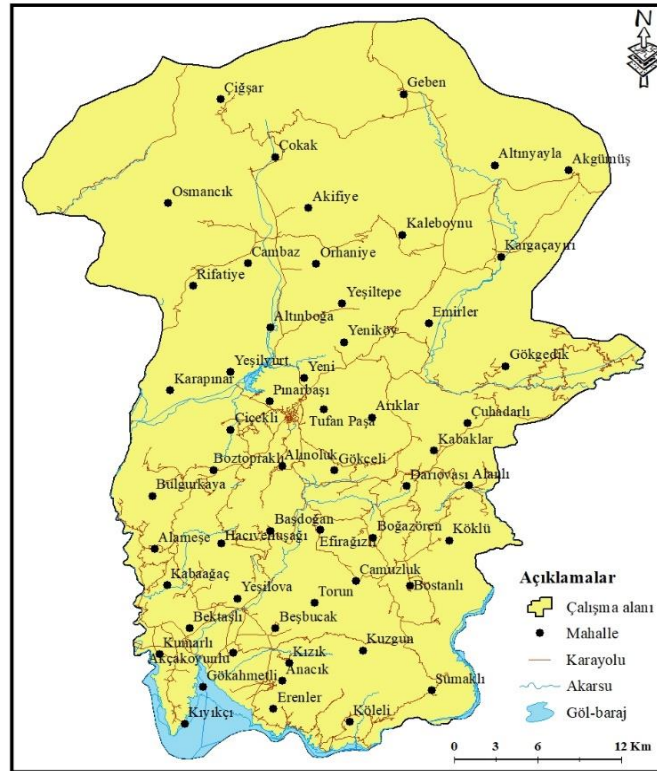 N
Geben
Çiğşar
Çokak
Altınyayla
Akgümüş
Osmancık
Akifiye
Kaleboynu
Kargaçayırı
Cambaz
Orhaniye
Rifatiye
Yeşiltepe
Altınboğa
Emirler
Yeniköy
Gökgedik
Yeşilyurt
Yeni
Karapınar
Pınarbaşı
Tufan Paşa
Arıklar
Çuhadarlı
Çiçekli
Kabaklar
Boztopraklı
Alınoluk
Gökçeli
Darıovası
Alanlı
Bulgurkaya
Başdoğan
Efirağızlı
Boğazören
Köklü
Alameşe
Hacıveliuşağı
Kabaağaç
Camuzluk
Bostanlı
Yeşilova
Torun
Bektaşlı
Beşbucak
Kumarlı
Akçakoyunlu
Kızık
Kuzgun
Anacık
Gökahmetli
Sumaklı
Erenler
Kıyıkçı
Köleli
Açıklamalar
Çalışma alanı
Mahalle
Karayolu
Akarsu
Göl-baraj
0 3 6 12 Km